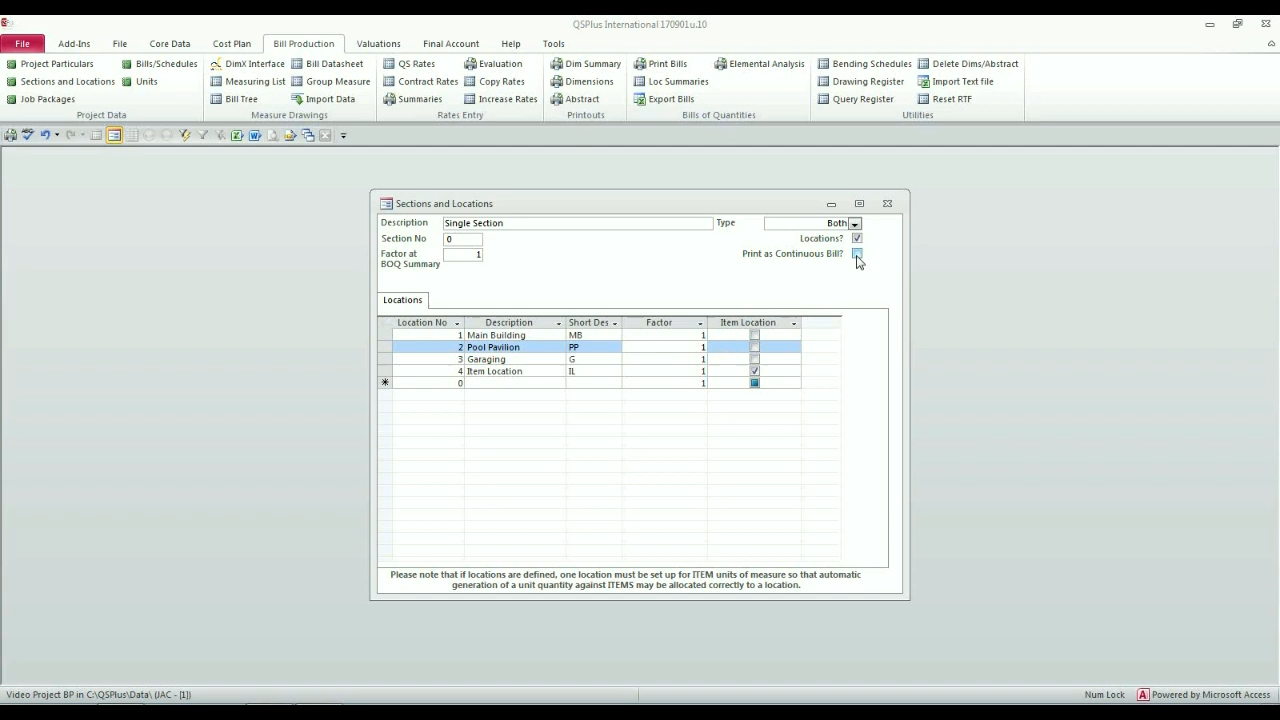 QSPlus International 170901u.10
File Add-Ins File Core Data Cost Plan Bill Production Valuations Final Account Help Tools
Project Particulars Bills/Schedules DimX Interface Bill Datasheet QS Rates Evaluation Dim Summary Print Bills Elemental Analysis Bending Schedules Delete Dims/Abstract
Sections and Locations Units Measuring List Group Measure Contract Rates Copy Rates Dimensions Loc Summaries Drawing Register Import Text file
Job Packages Bill Tree Import Data Summaries Increase Rates Abstract Export Bills Query Register Reset RTF
Project Data Measure Drawings Rates Entry Printouts Bills of Quantities Utilities
Sections and Locations
Description Single Section Type Both
Section No 0 Locations?
Factor at 1 Print as Continuous Bill?
BOQ Summary
Locations
Location No Description Short Des Factor Item Location
1 Main Building MB 1
2 Pool Pavilion PP 1
3 Garaging G 1
4 Item Location IL 1
0 1
Please note that if locations are defined, one location must be set up for ITEM units of measure so that automatic
generation of a unit quantity against ITEMS may be allocated correctly to a location.
Video Project BP in C:\QSPlus\Data\ (JAC - [1]) Num Lock A Powered by Microsoft Access